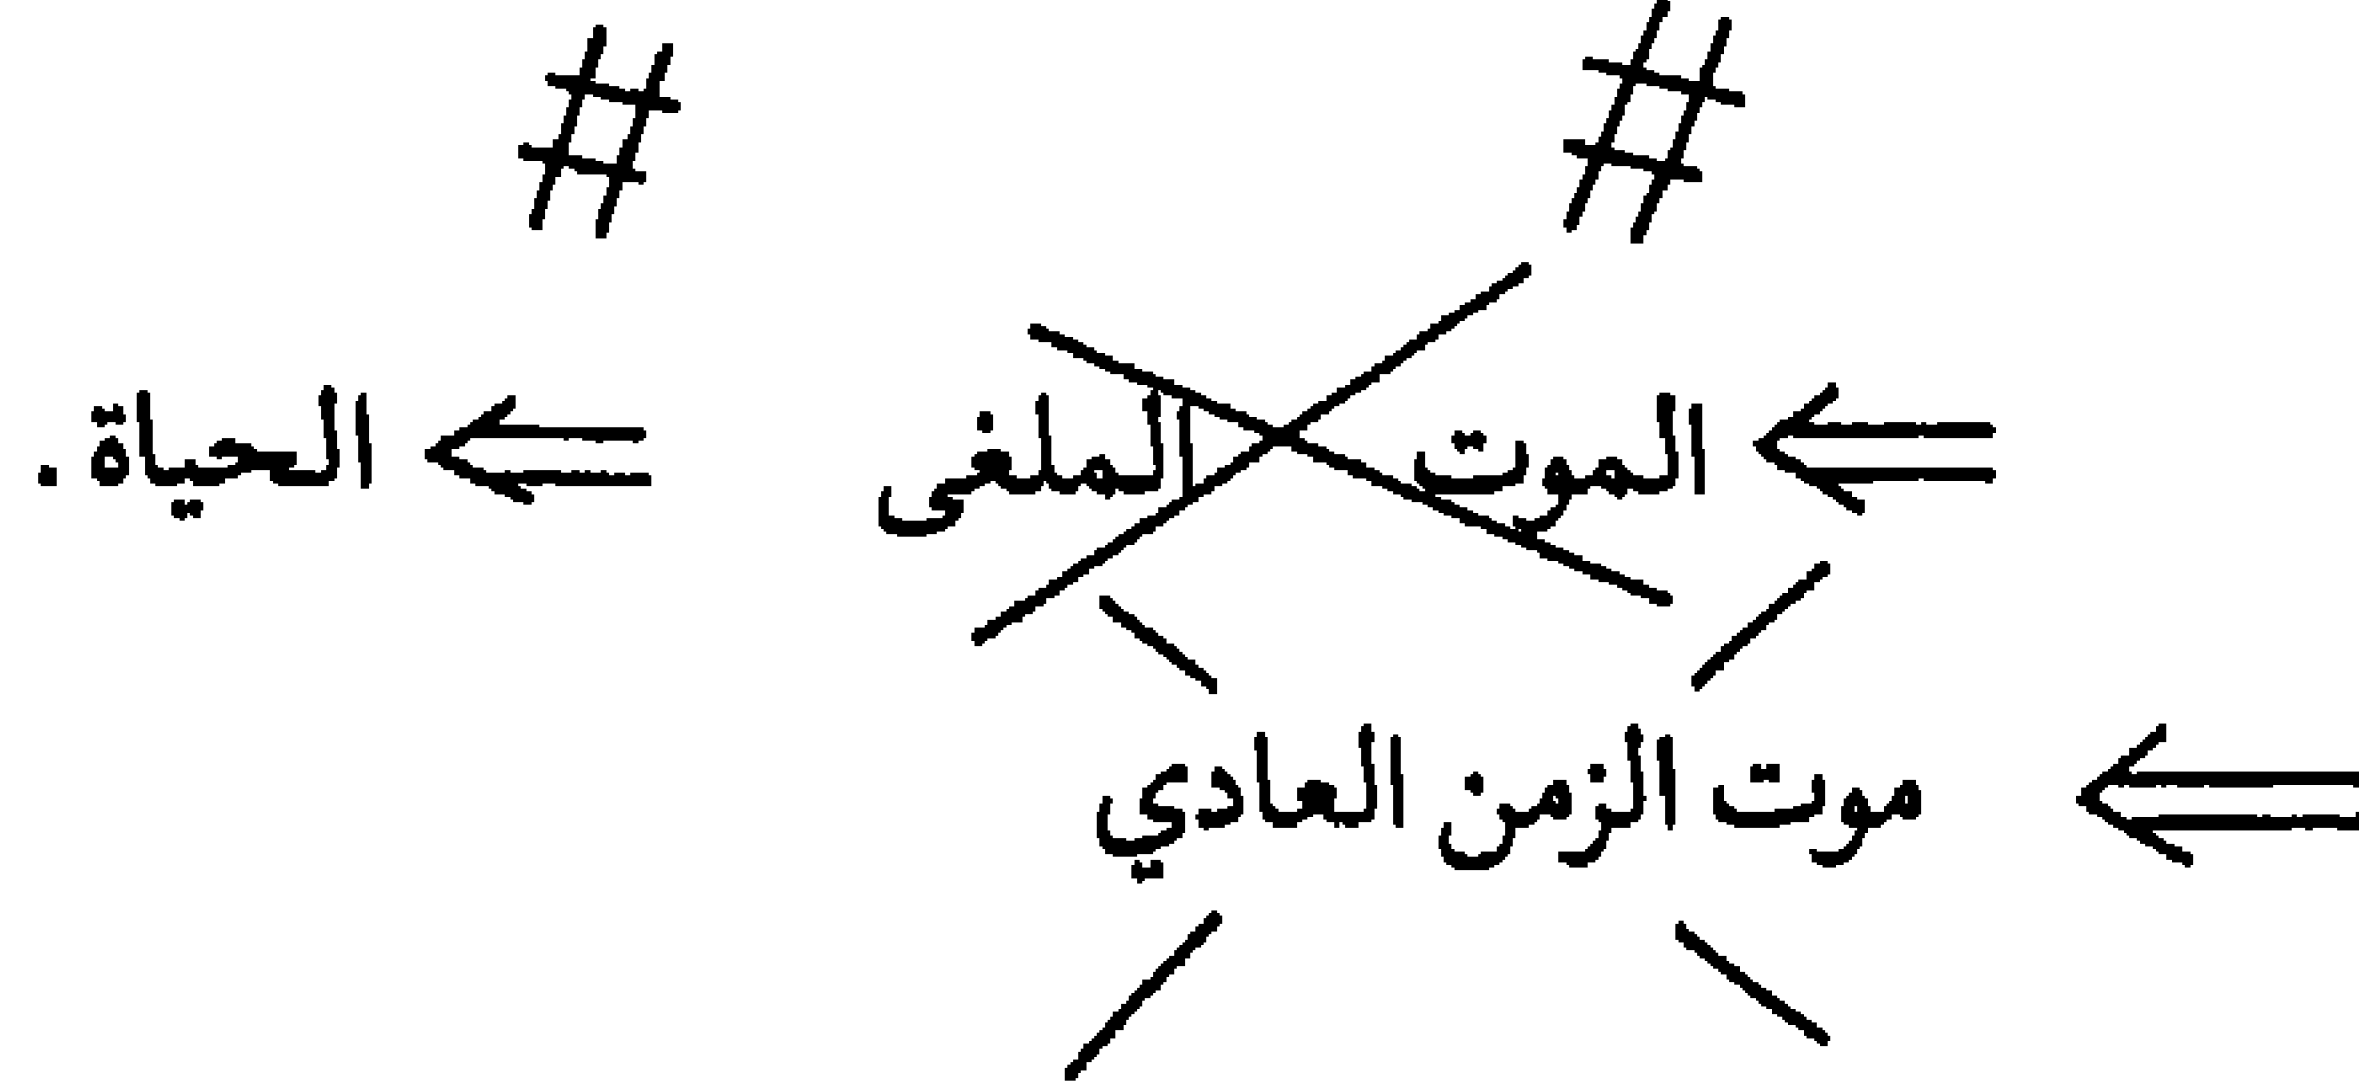 # #
⇐ الموت الملغى ⇐ الحياة .
⇐ موت الزمن العادي